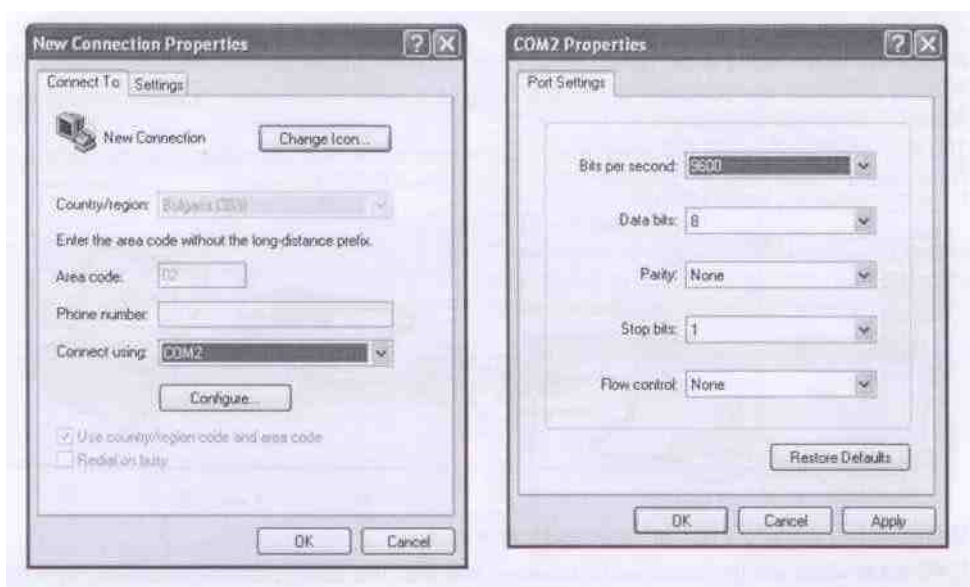 New Connection Properties
Connect To Settings
New Connection
Change Icon...
Country/region: Bulgaria (359)
Enter the area code without the long-distance prefix.
Area code: 02
Phone number:
Connect using: COM2
Configure...
Use country/region code and area code
Redial on busy
OK Cancel
COM2 Properties
Port Settings
Bits per second: 9600
Data bits: 8
Parity: None
Stop bits: 1
Flow control: None
Restore Defaults
OK Cancel Apply